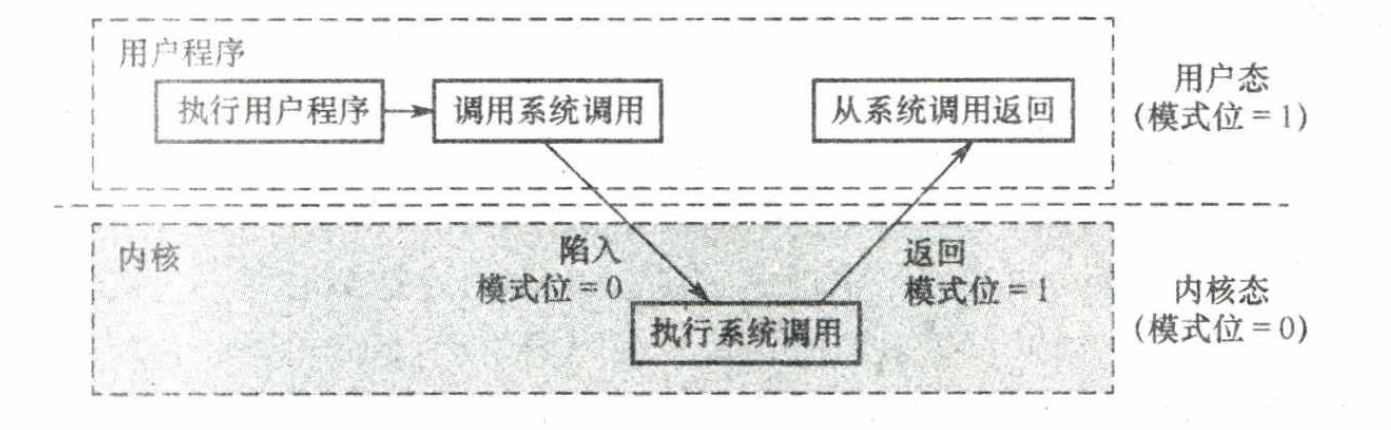 用户程序
执行用户程序
调用系统调用
从系统调用返回
用户态
(模式位=1)
内核
陷入
模式位=0
返回
模式位=1
执行系统调用
内核态
(模式位=0)